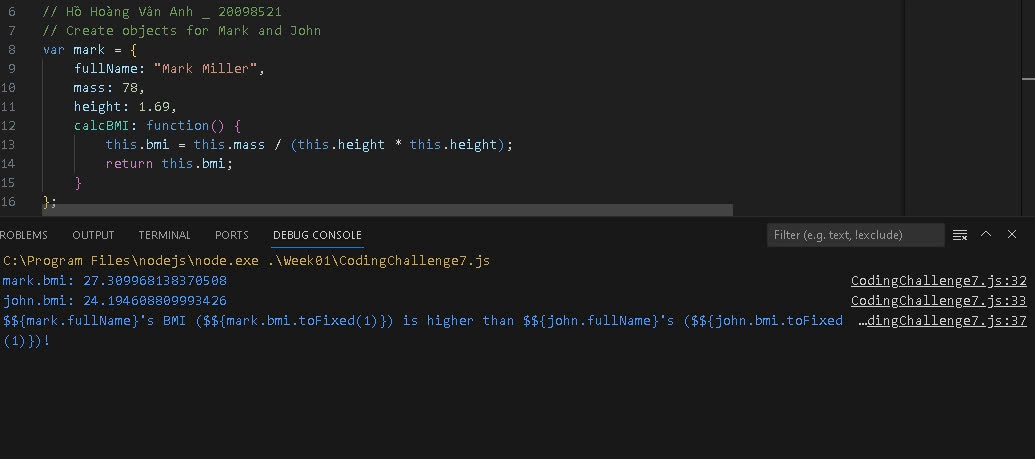 6 // Hồ Hoàng Vân Anh _ 20098521
7 // Create objects for Mark and John
8 var mark = {
9 fullName: "Mark Miller",
10 mass: 78,
11 height: 1.69,
12 calcBMI: function() {
13 this.bmi = this.mass / (this.height * this.height);
14 return this.bmi;
15 }
16 };
ROBLEMS OUTPUT TERMINAL PORTS DEBUG CONSOLE Filter (e.g. text, !exclude)
C:\Program Files\nodejs\node.exe .\Week01\CodingChallenge7.js
mark.bmi: 27.309968138370508 CodingChallenge7.js:32
john.bmi: 24.194608809993426 CodingChallenge7.js:33
$${mark.fullName}'s BMI ($${mark.bmi.toFixed(1)}) is higher than $${john.fullName}'s ($${john.bmi.toFixed …dingChallenge7.js:37
(1)})!